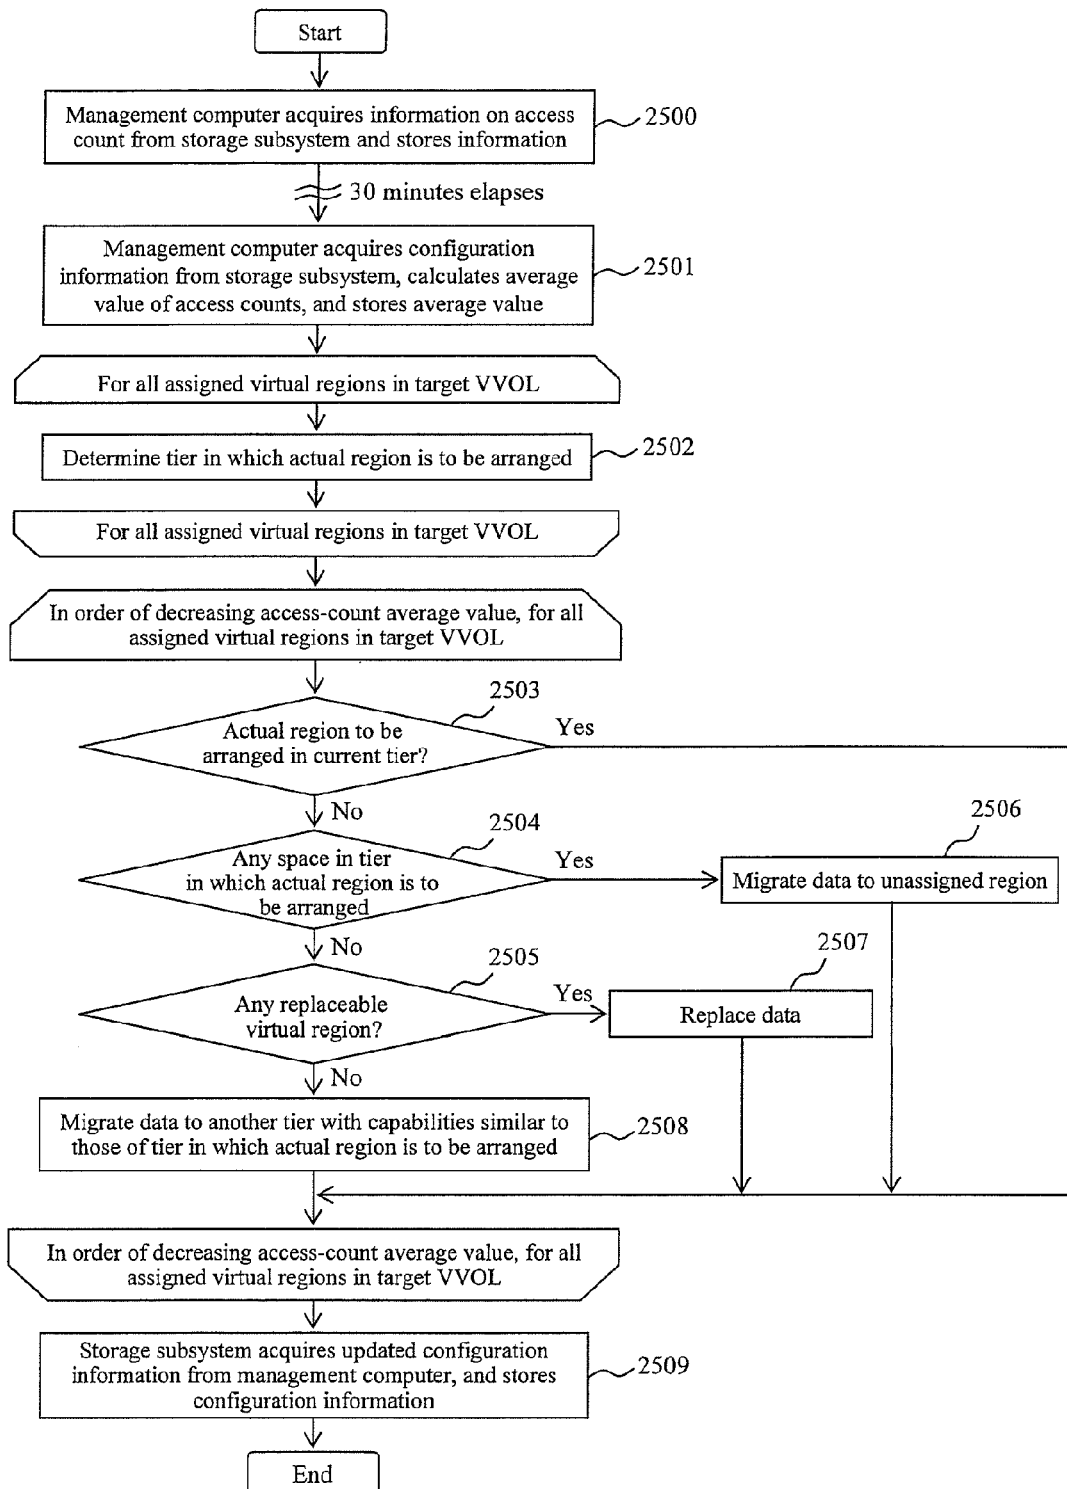 Start
Management computer acquires information on access
count from storage subsystem and stores information
2500
30 minutes elapses
Management computer acquires configuration
information from storage subsystem, calculates average
value of access counts, and stores average value
2501
For all assigned virtual regions in target VVOL
Determine tier in which actual region is to be arranged
2502
For all assigned virtual regions in target VVOL
In order of decreasing access-count average value, for all
assigned virtual regions in target VVOL
2503
Actual region to be
arranged in current tier?
Yes
No
2504
Any space in tier
in which actual region is to
be arranged
Yes
2506
Migrate data to unassigned region
No
2505
Any replaceable
virtual region?
Yes
2507
Replace data
No
Migrate data to another tier with capabilities similar to
those of tier in which actual region is to be arranged
2508
In order of decreasing access-count average value, for all
assigned virtual regions in target VVOL
Storage subsystem acquires updated configuration
information from management computer, and stores
configuration information
2509
End